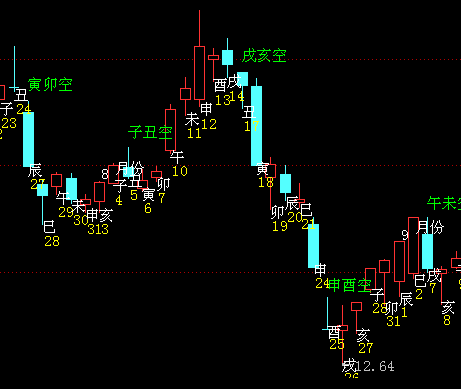 戌亥空
寅卯空
丑
24
子
23
酉
13
戌
14
丑
申
12
未
11
子丑空
午
10
辰
27
巳
28
午
29
未
30
申
31
亥
3
8 月份
子
4
丑
5
寅
6
卯
7
寅
18
卯
19
辰
20
巳
21
午未空
9 月份
申
24
申酉空
酉
25
戌
26
12.64
亥
27
子
28
卯
31
辰
1
巳
2
戌
7
亥
8